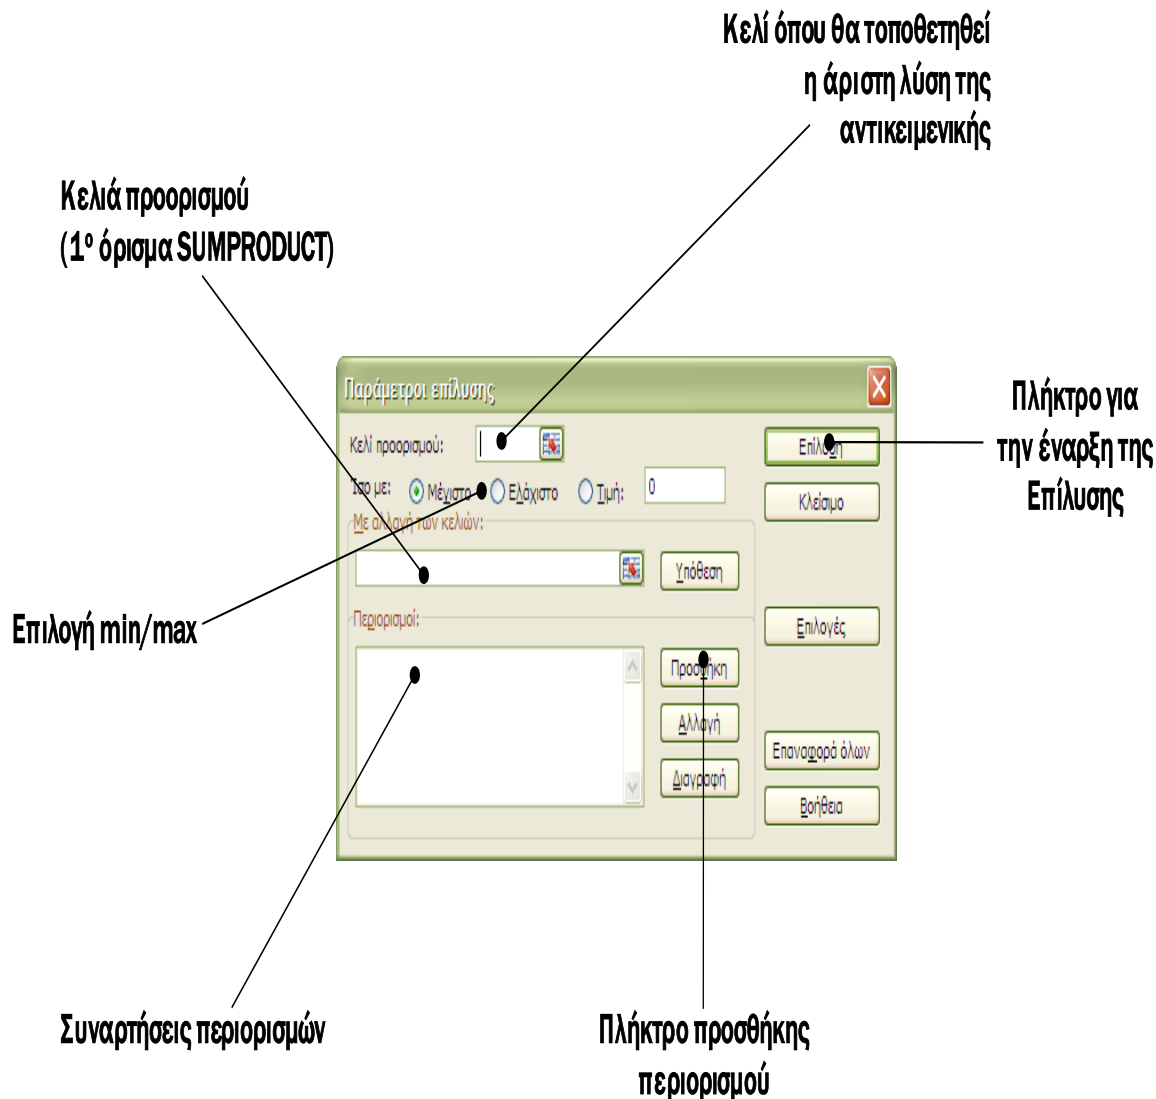 Κελί όπου θα τοποθετηθεί
η άριστη λύση της
αντικειμενικής
Κελιά προορισμού
(1º όρισμα SUMPRODUCT)
Παράμετροι επίλυσης
Κελί προορισμού:
Επίλυση
Πλήκτρο για
την έναρξη της
Επίλυσης
Ίσο με:
Μέγιστο
Ελάχιστο
Τιμή:
0
Κλείσιμο
Με αλλαγή των κελιών:
Υπόθεση
Επιλογή min/max
Περιορισμοί:
Επιλογές
Προσθήκη
Αλλαγή
Επαναφορά όλων
Διαγραφή
Βοήθεια
Συναρτήσεις περιορισμών
Πλήκτρο προσθήκης
περιορισμού